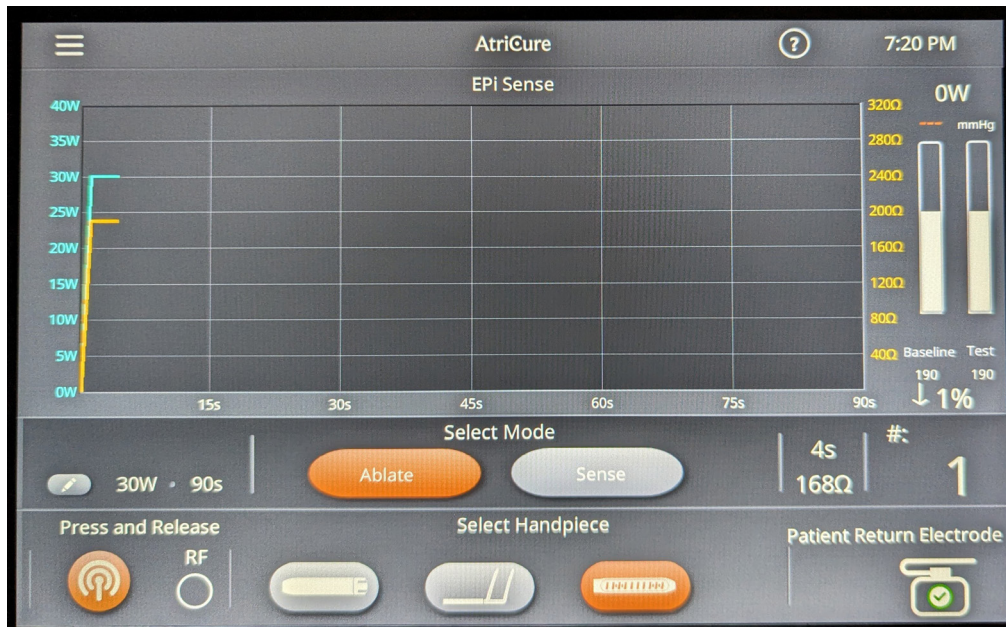 AtriCure
?
7:20 PM
EPi Sense
0W
40W
35W
30W
25W
20W
15W
10W
5W
0W
320Ω
280Ω
240Ω
200Ω
160Ω
120Ω
80Ω
40Ω
--- mmHg
Baseline Test
190 190
↓ 1%
15s 30s 45s 60s 75s 90s
Select Mode
30W · 90s
Ablate
Sense
4s
168Ω
#:
1
Press and Release
RF
Select Handpiece
Patient Return Electrode